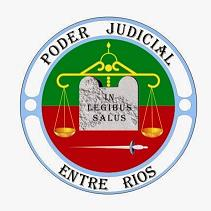 PODER JUDICIAL
IN
LEGIBUS
SALUS
ENTRE RIOS